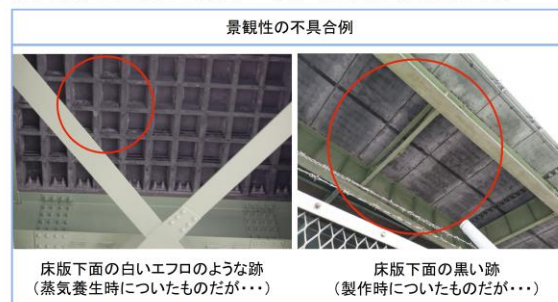 景観性の不具合例
床版下面の白いエフロのような跡
（蒸気養生時についたものだが・・・）
床版下面の黒い跡
（製作時についたものだが・・・）